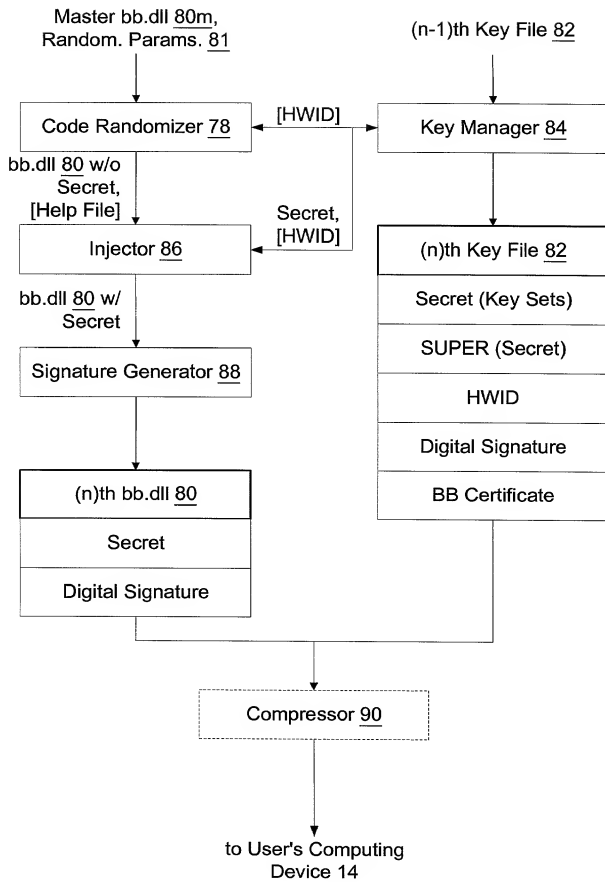 Master bb.dll 80m,
Random. Params. 81
(n-1)th Key File 82
Code Randomizer 78
[HWID]
Key Manager 84
bb.dll 80 w/o
Secret,
[Help File]
Secret,
[HWID]
Injector 86
(n)th Key File 82
bb.dll 80 w/
Secret
Secret (Key Sets)
SUPER (Secret)
Signature Generator 88
HWID
Digital Signature
(n)th bb.dll 80
BB Certificate
Secret
Digital Signature
Compressor 90
to User's Computing
Device 14